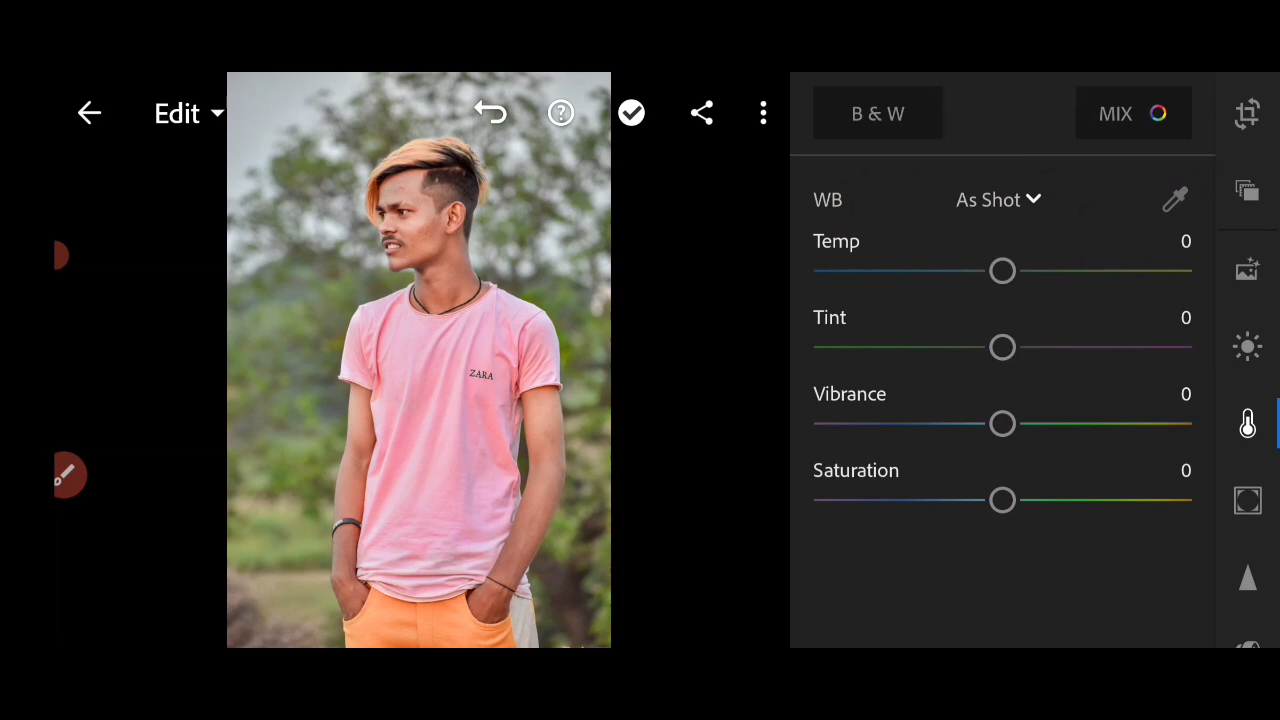 Edit
B & W
MIX
WB
As Shot
Temp
0
Tint
0
Vibrance
0
Saturation
0
ZARA